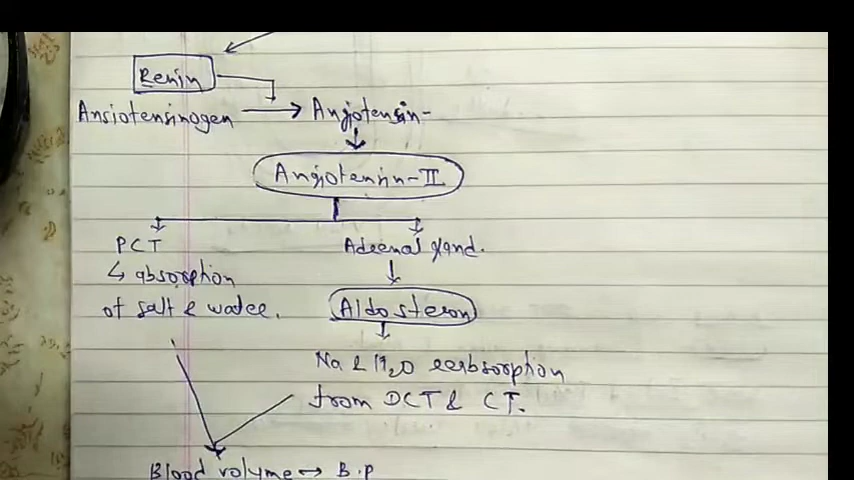 Renin
Ansiotensinogen → Angiotensin-
Angiotensin-II
PCT
Adrenal gland.
↳ absorption
of salt & water.
Aldosteron
Na & H2O reabsorption
from DCT & CT.
Blood volume → B.P